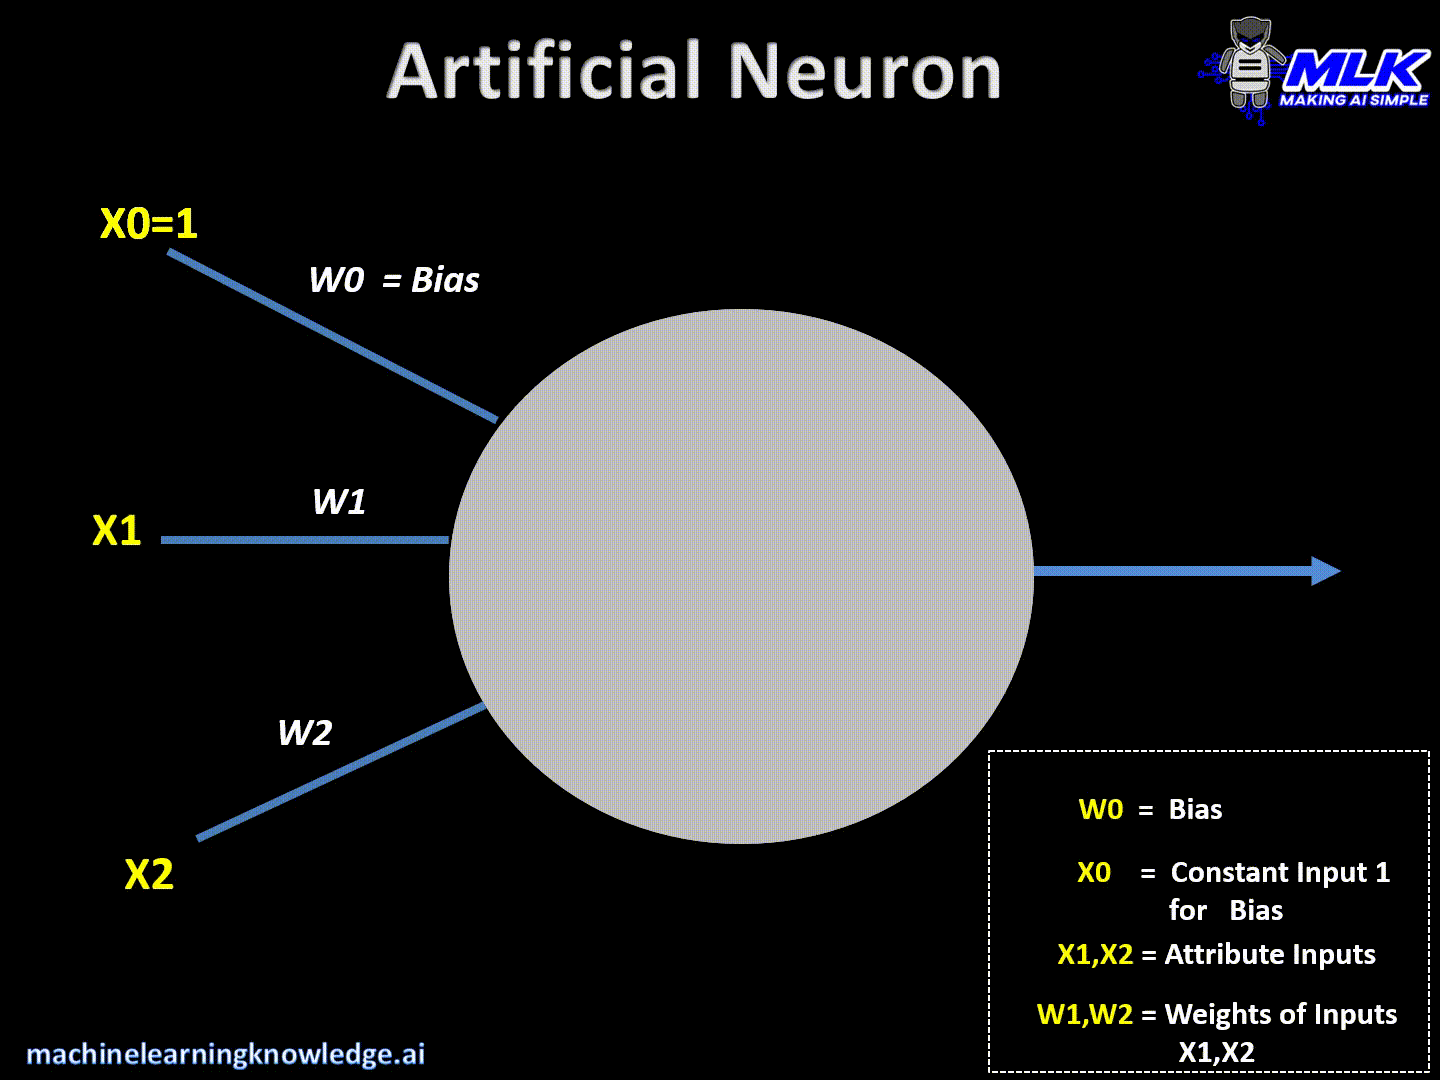 Artificial Neuron
MLK
MAKING AI SIMPLE
X0=1
W0 = Bias
W1
X1
W2
X2
W0 = Bias
X0 = Constant Input 1
for Bias
X1,X2 = Attribute Inputs
W1,W2 = Weights of Inputs
X1,X2
machinelearningknowledge.ai